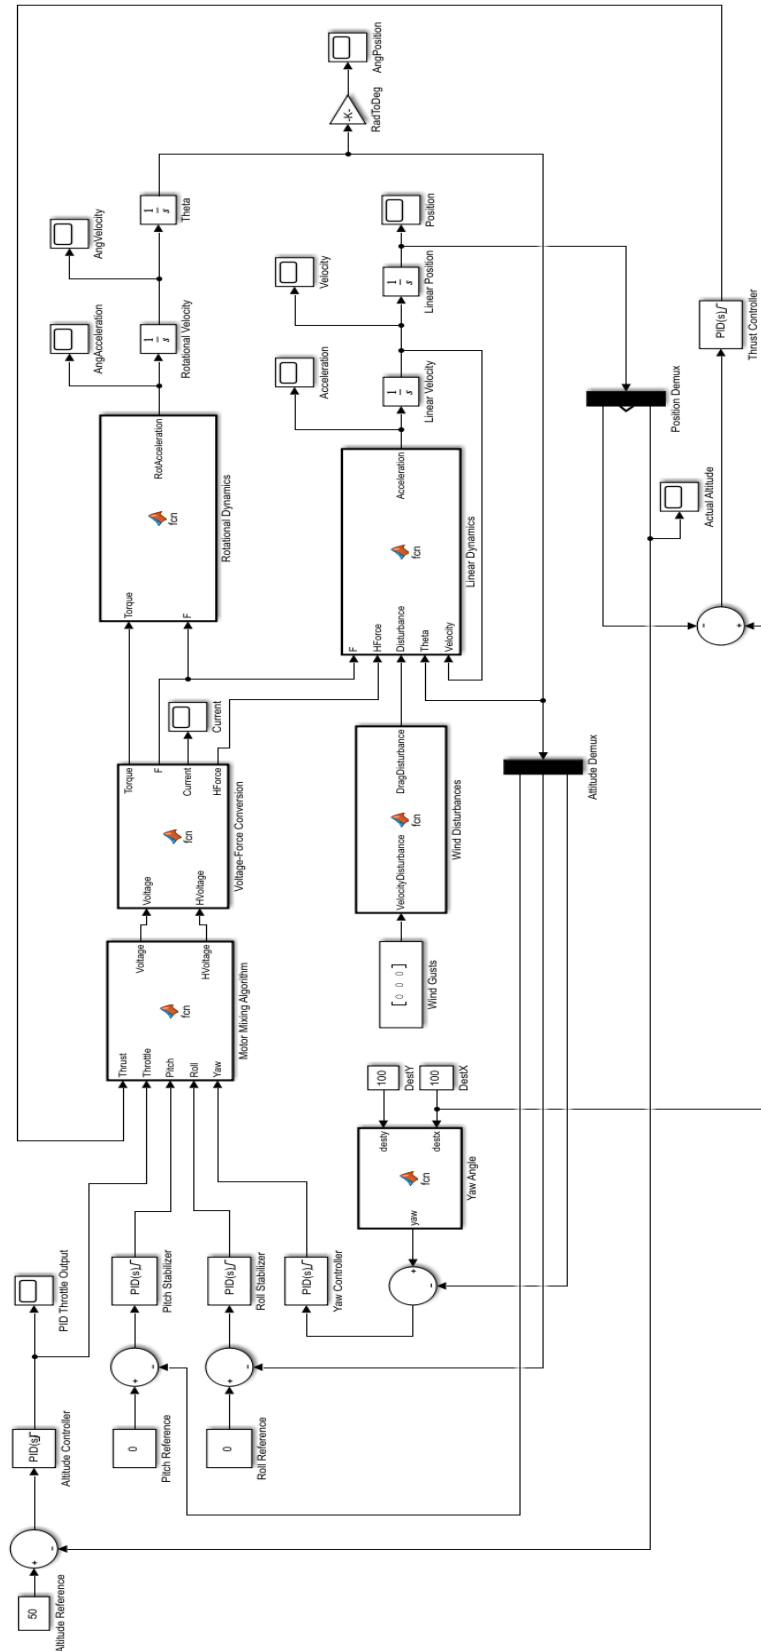 50
Altitude Reference
+
-
PID(s)
Altitude Controller
PID Throttle Output
0
Pitch Reference
+
-
PID(s)
Pitch Stabilizer
0
Roll Reference
+
-
PID(s)
Roll Stabilizer
PID(s)
Yaw Controller
+
-
yaw
fcn
desty
destx
Yaw Angle
100
DestY
100
DestX
Thrust
Throttle
Pitch
Roll
Yaw
fcn
Voltage
HVoltage
Motor Mixing Algorithm
Voltage
HVoltage
fcn
Torque
F
Current
HForce
Voltage-Force Conversion
Current
[ 0 0 0 ]
Wind Gusts
VelocityDisturbance
fcn
DragDisturbance
Wind Disturbances
Torque
F
fcn
RotAcceleration
Rotational Dynamics
AngAcceleration
1
s
Rotational Velocity
AngVelocity
1
s
Theta
-K-
RadToDeg
AngPosition
F
HForce
Disturbance
Theta
Velocity
fcn
Acceleration
Linear Dynamics
Acceleration
1
s
Linear Velocity
Velocity
1
s
Linear Position
Position
Attitude Demux
Position Demux
Actual Altitude
-
+
PID(s)
Thrust Controller